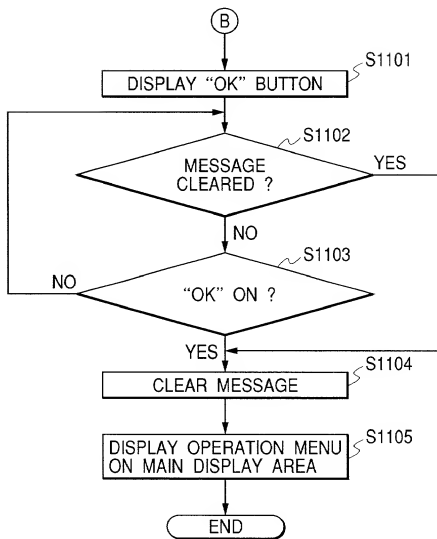 B
DISPLAY “OK” BUTTON
S1101
S1102
MESSAGE
CLEARED ?
YES
NO
S1103
NO
“OK” ON ?
YES
S1104
CLEAR MESSAGE
S1105
DISPLAY OPERATION MENU
ON MAIN DISPLAY AREA
END